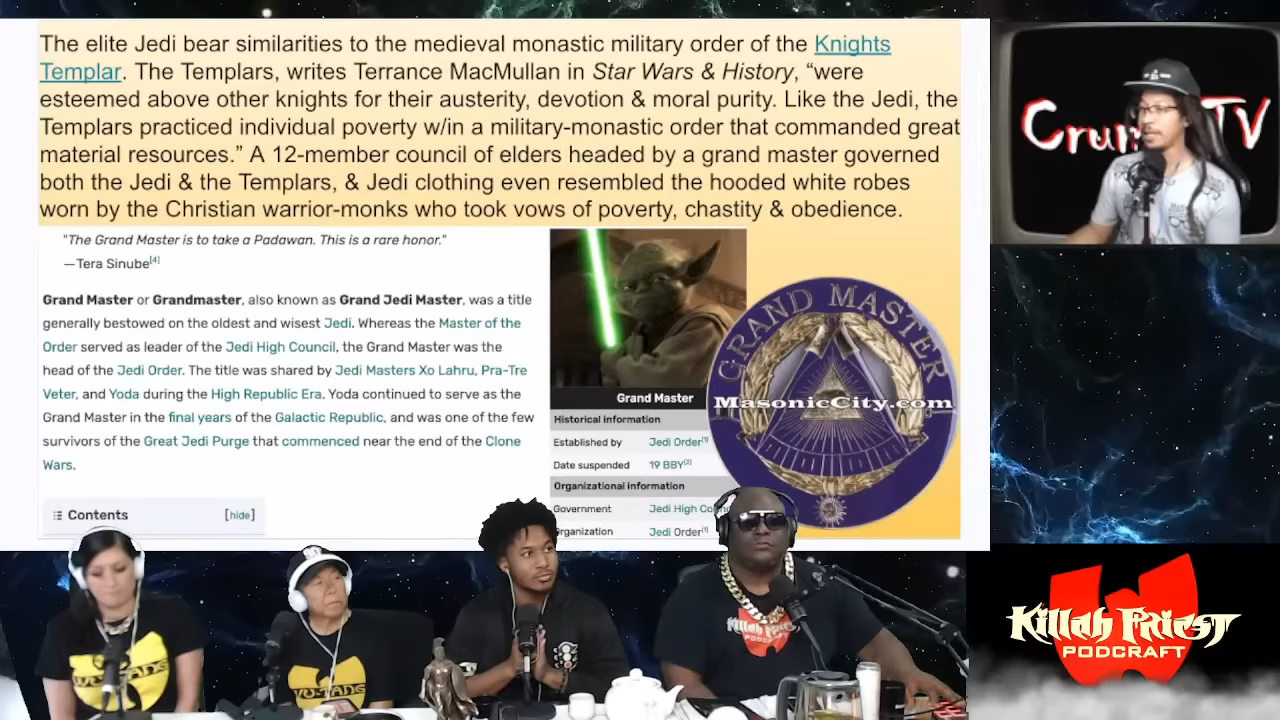 The elite Jedi bear similarities to the medieval monastic military order of the Knights
Templar. The Templars, writes Terrance MacMullan in Star Wars & History, “were
esteemed above other knights for their austerity, devotion & moral purity. Like the Jedi, the
Templars practiced individual poverty w/in a military-monastic order that commanded great
material resources.” A 12-member council of elders headed by a grand master governed
both the Jedi & the Templars, & Jedi clothing even resembled the hooded white robes
worn by the Christian warrior-monks who took vows of poverty, chastity & obedience.
"The Grand Master is to take a Padawan. This is a rare honor."
—Tera Sinube[4]
Grand Master or Grandmaster, also known as Grand Jedi Master, was a title
generally bestowed on the oldest and wisest Jedi. Whereas the Master of the
Order served as leader of the Jedi High Council, the Grand Master was the
head of the Jedi Order. The title was shared by Jedi Masters Xo Lahru, Pra-Tre
Veter, and Yoda during the High Republic Era. Yoda continued to serve as the
Grand Master in the final years of the Galactic Republic, and was one of the few
survivors of the Great Jedi Purge that commenced near the end of the Clone
Wars.
Contents [hide]
Grand Master
Historical information
Established by Jedi Order[1]
Date suspended 19 BBY[2]
Organizational information
Government Jedi High
Organization Jedi Order[1]
GRAND MASTER
MasonicCity.com
TV
Killah Priest
PODCRAFT
WU-TANG
WU-TANG
Killah Priest
PODCRAFT